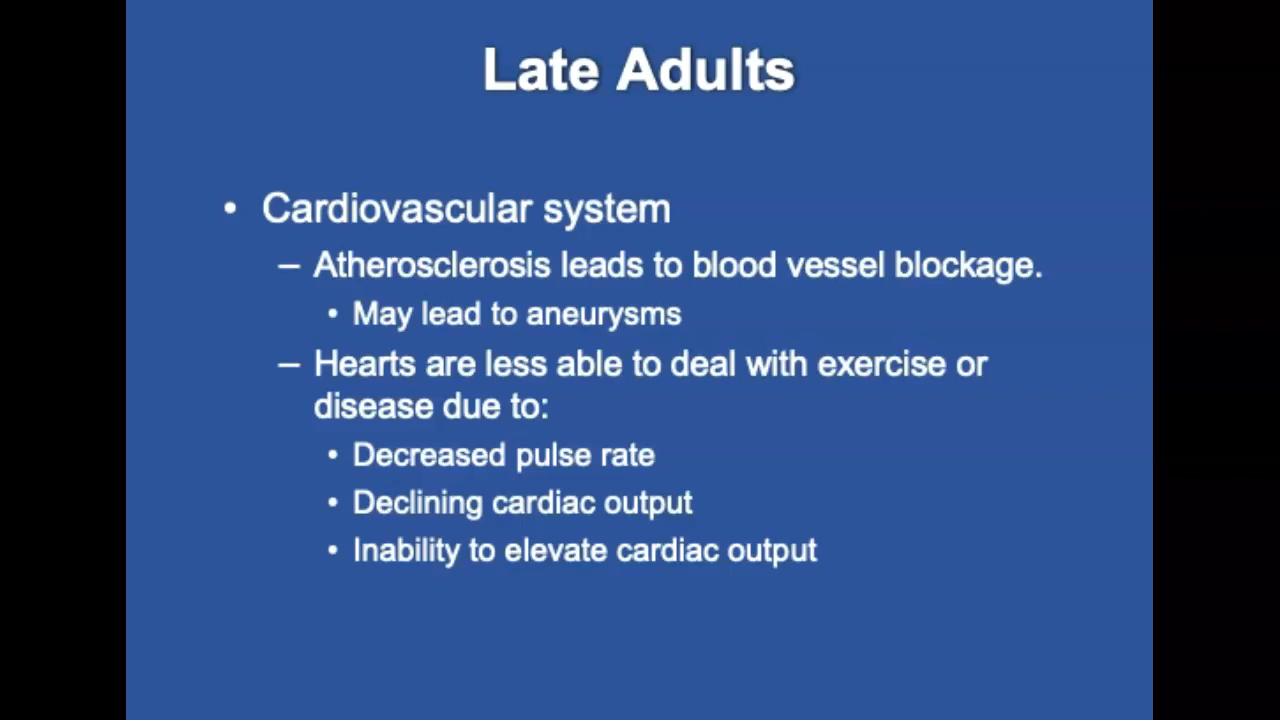 Late Adults
• Cardiovascular system
– Atherosclerosis leads to blood vessel blockage.
• May lead to aneurysms
– Hearts are less able to deal with exercise or
disease due to:
• Decreased pulse rate
• Declining cardiac output
• Inability to elevate cardiac output